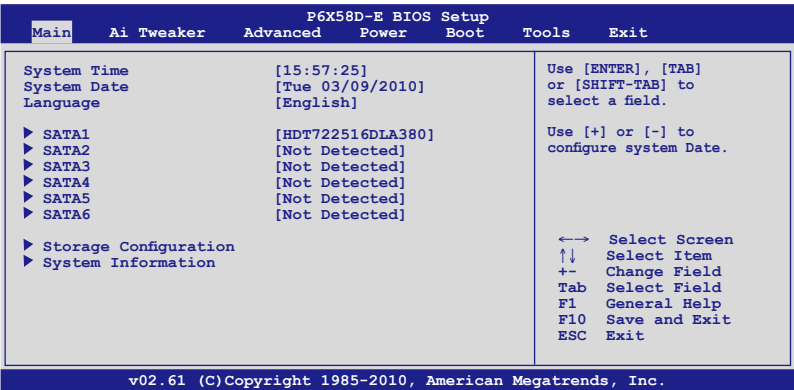 P6X58D-E BIOS Setup
Main Ai Tweaker Advanced Power Boot Tools Exit
System Time [15:57:25]
System Date [Tue 03/09/2010]
Language [English]
SATA1 [HDT722516DLA380]
SATA2 [Not Detected]
SATA3 [Not Detected]
SATA4 [Not Detected]
SATA5 [Not Detected]
SATA6 [Not Detected]
Storage Configuration
System Information
Use [ENTER], [TAB]
or [SHIFT-TAB] to
select a field.
Use [+] or [-] to
configure system Date.
←→ Select Screen
↑↓ Select Item
+- Change Field
Tab Select Field
F1 General Help
F10 Save and Exit
ESC Exit
v02.61 (C)Copyright 1985-2010, American Megatrends, Inc.